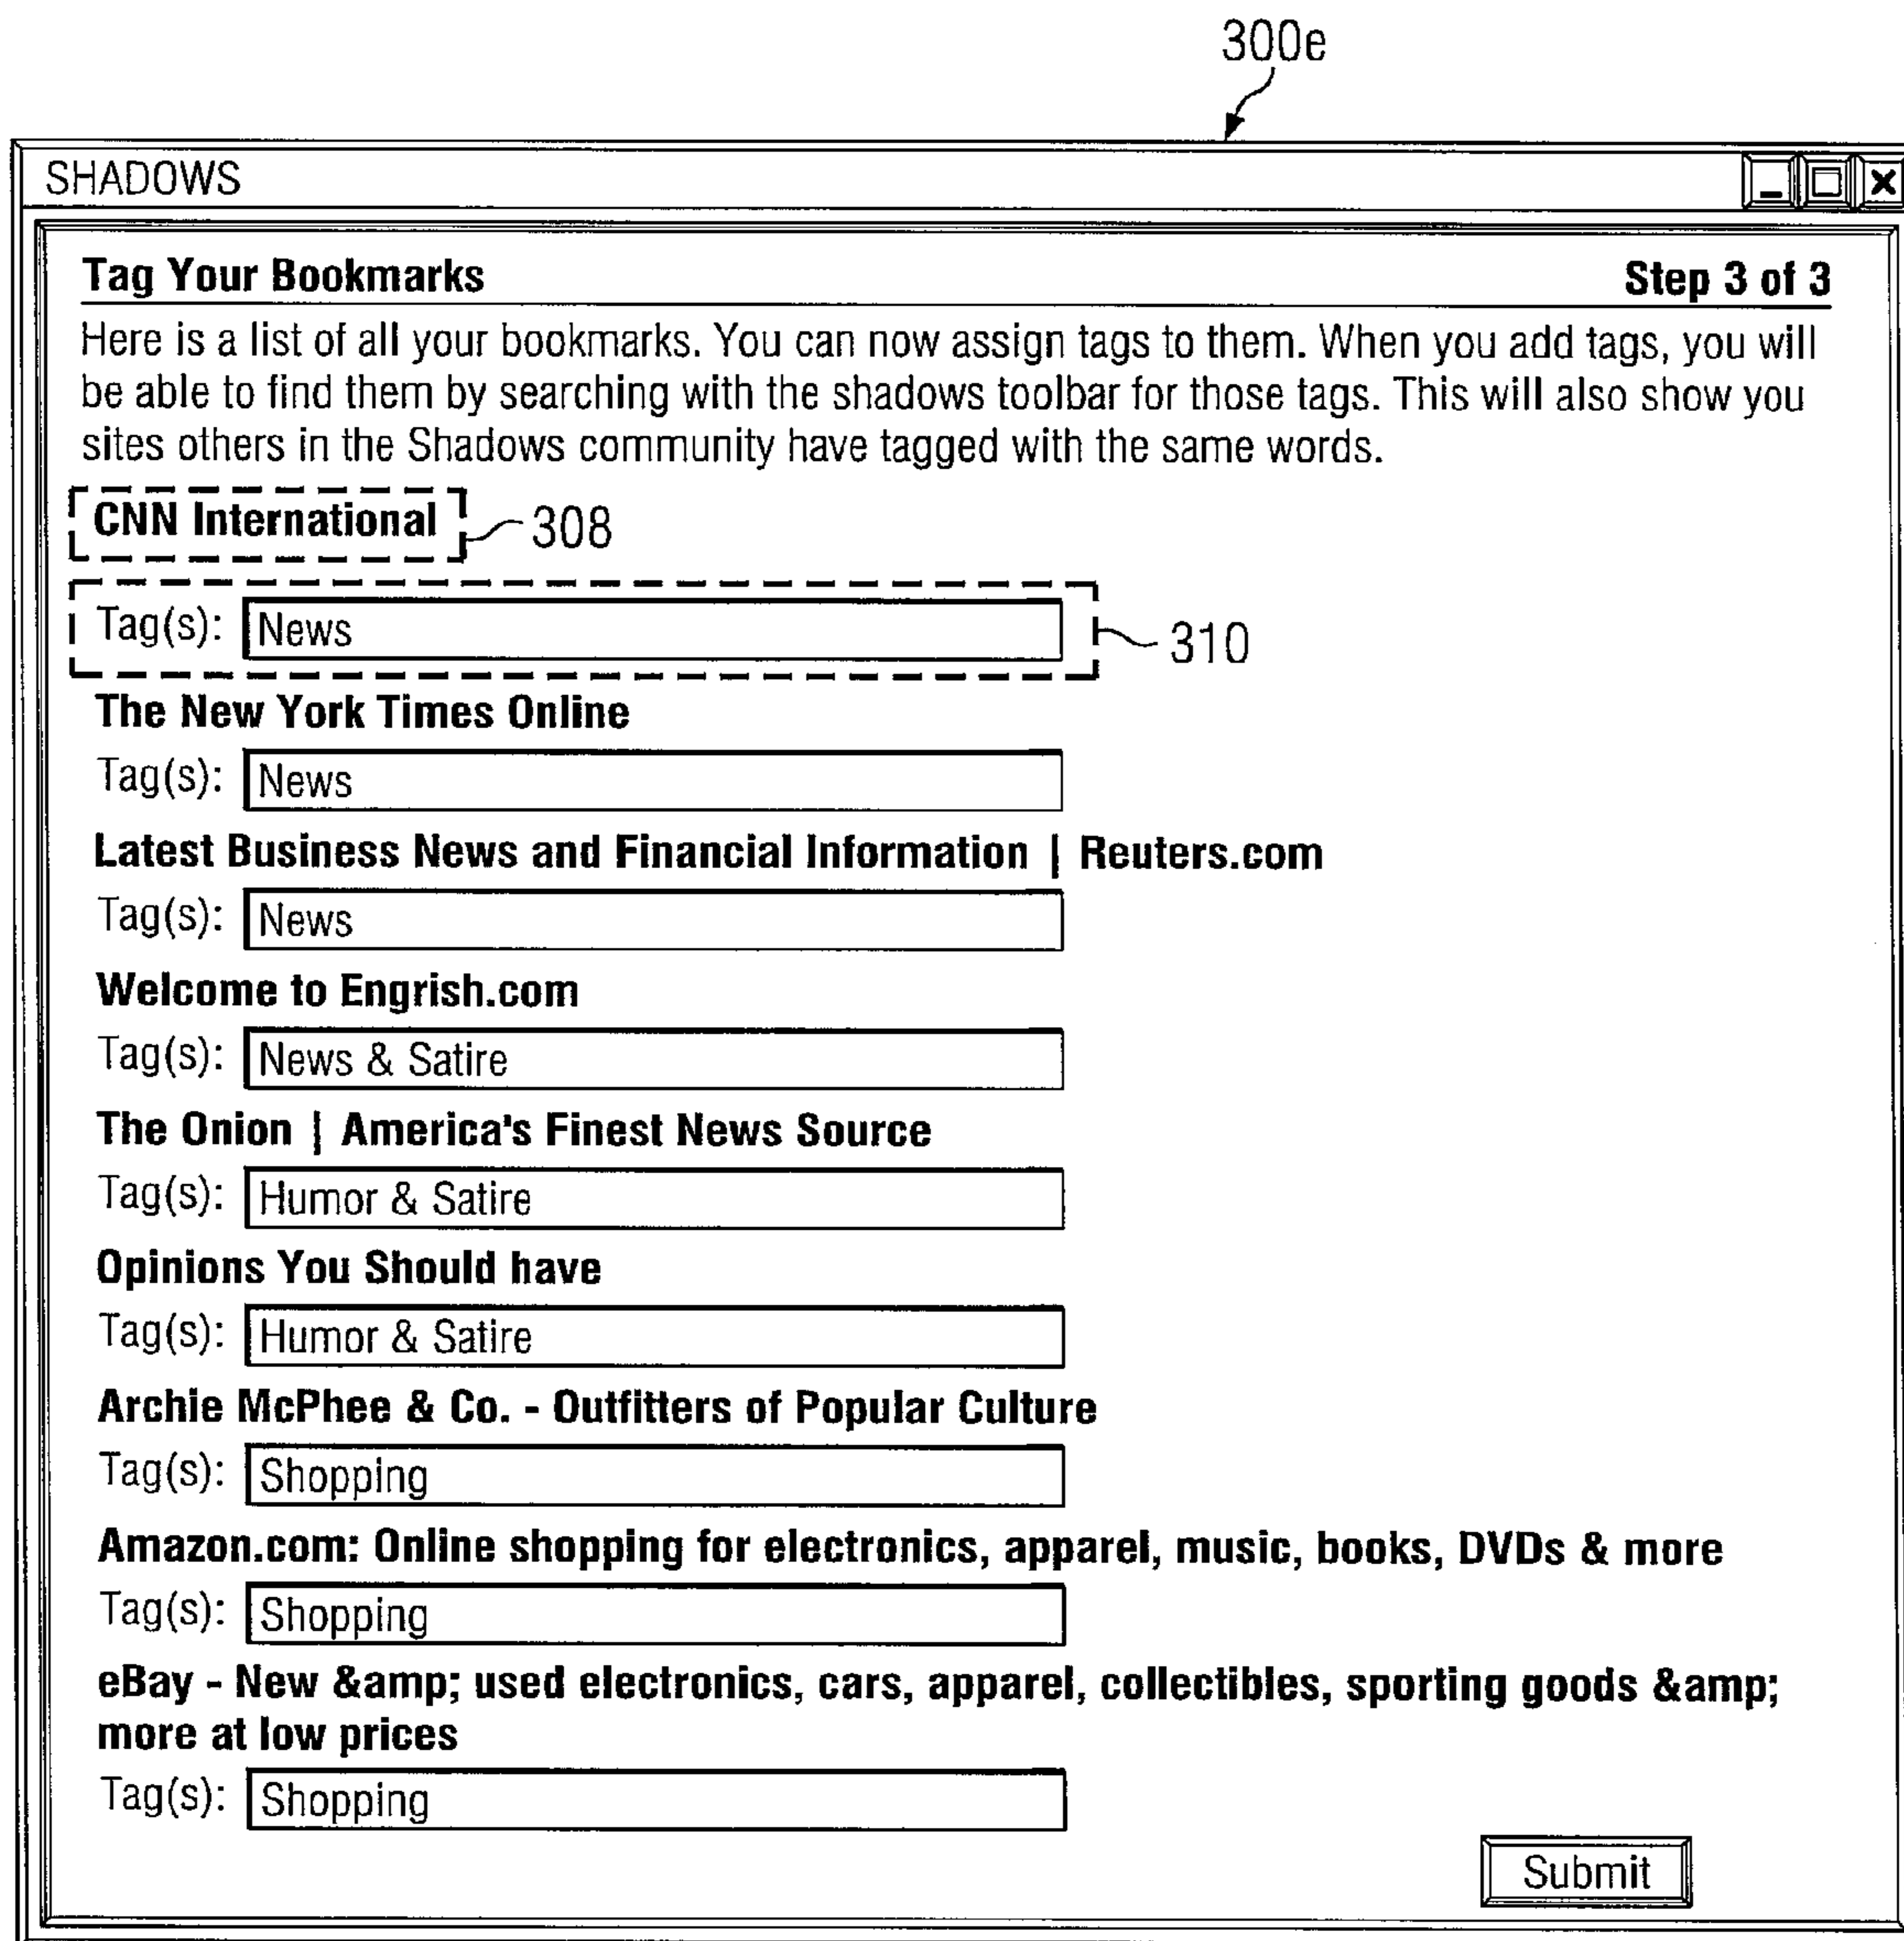 300e
SHADOWS
Tag Your Bookmarks Step 3 of 3
Here is a list of all your bookmarks. You can now assign tags to them. When you add tags, you will
be able to find them by searching with the shadows toolbar for those tags. This will also show you
sites others in the Shadows community have tagged with the same words.
CNN International 308
Tag(s): News 310
The New York Times Online
Tag(s): News
Latest Business News and Financial Information | Reuters.com
Tag(s): News
Welcome to Engrish.com
Tag(s): News & Satire
The Onion | America's Finest News Source
Tag(s): Humor & Satire
Opinions You Should have
Tag(s): Humor & Satire
Archie McPhee & Co. - Outfitters of Popular Culture
Tag(s): Shopping
Amazon.com: Online shopping for electronics, apparel, music, books, DVDs & more
Tag(s): Shopping
eBay - New &amp; used electronics, cars, apparel, collectibles, sporting goods &amp;
more at low prices
Tag(s): Shopping
Submit